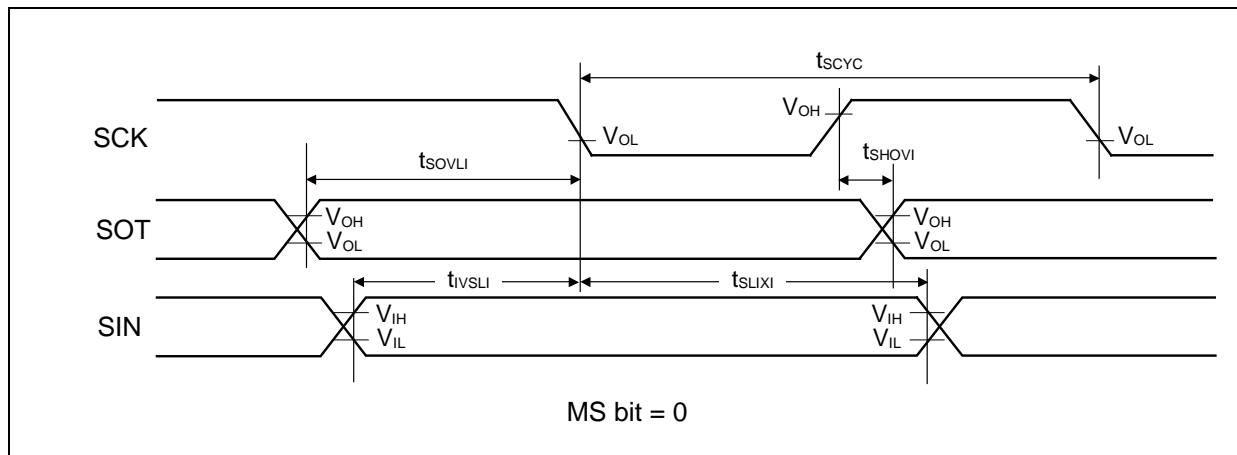 tSCYC
SCK
VOL
VOH
VOL
tSOVLI
tSHOVI
SOT
VOH
VOL
VOH
VOL
tIVSLI
tSLIXI
SIN
VIH
VIL
VIH
VIL
MS bit = 0